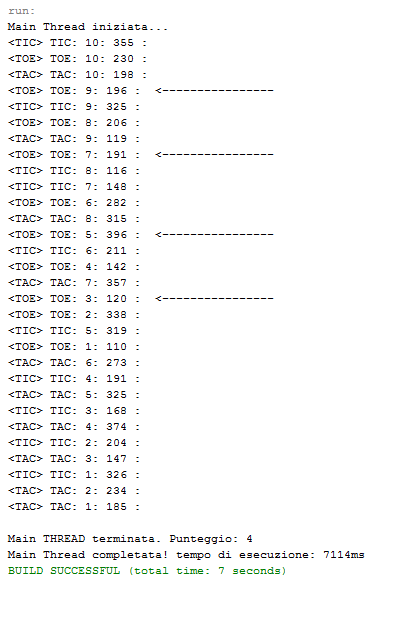 run:
Main Thread iniziata...
<TIC> TIC: 10: 355 :
<TOE> TOE: 10: 230 :
<TAC> TAC: 10: 198 :
<TOE> TOE: 9: 196 :  <----------------
<TIC> TIC: 9: 325 :
<TOE> TOE: 8: 206 :
<TAC> TAC: 9: 119 :
<TOE> TOE: 7: 191 :  <----------------
<TIC> TIC: 8: 116 :
<TIC> TIC: 7: 148 :
<TOE> TOE: 6: 282 :
<TAC> TAC: 8: 315 :
<TOE> TOE: 5: 396 :  <----------------
<TIC> TIC: 6: 211 :
<TOE> TOE: 4: 142 :
<TAC> TAC: 7: 357 :
<TOE> TOE: 3: 120 :  <----------------
<TOE> TOE: 2: 338 :
<TIC> TIC: 5: 319 :
<TOE> TOE: 1: 110 :
<TAC> TAC: 6: 273 :
<TIC> TIC: 4: 191 :
<TAC> TAC: 5: 325 :
<TIC> TIC: 3: 168 :
<TAC> TAC: 4: 374 :
<TIC> TIC: 2: 204 :
<TAC> TAC: 3: 147 :
<TIC> TIC: 1: 326 :
<TAC> TAC: 2: 234 :
<TAC> TAC: 1: 185 :
Main THREAD terminata. Punteggio: 4
Main Thread completata! tempo di esecuzione: 7114ms
BUILD SUCCESSFUL (total time: 7 seconds)